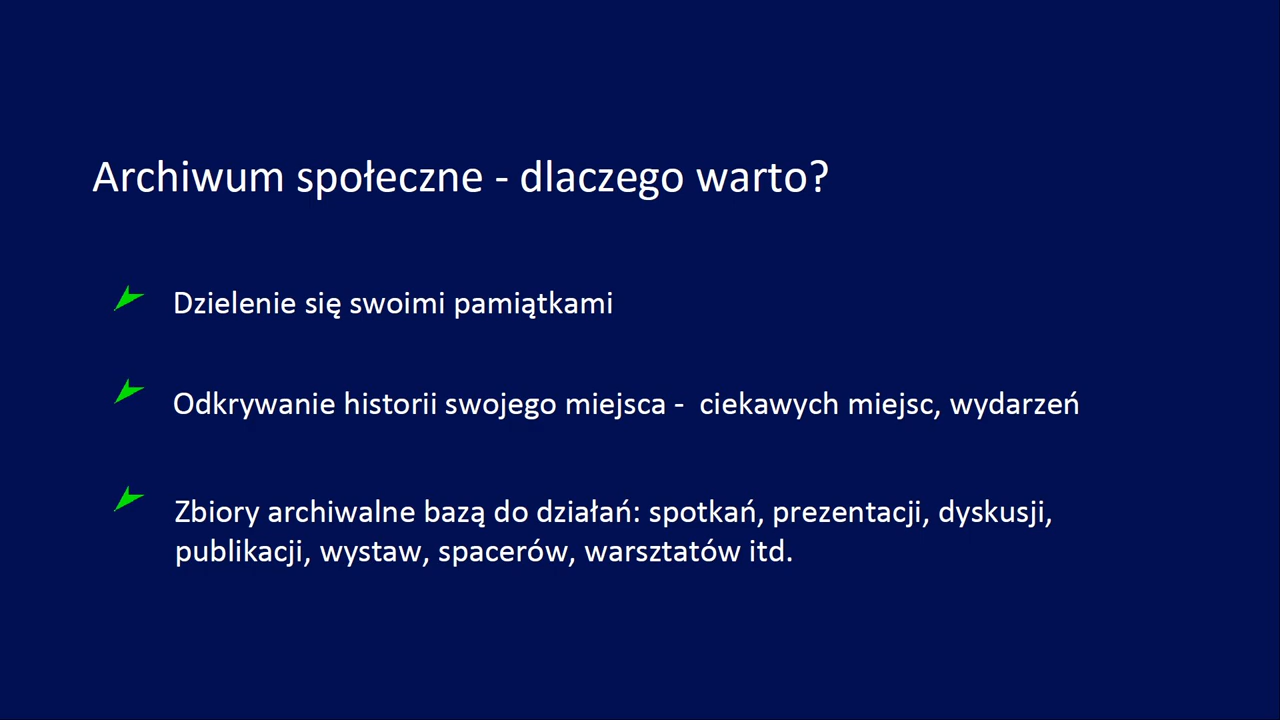 Archiwum społeczne - dlaczego warto?
Dzielenie się swoimi pamiątkami
Odkrywanie historii swojego miejsca -  ciekawych miejsc, wydarzeń
Zbiory archiwalne bazą do działań: spotkań, prezentacji, dyskusji,
publikacji, wystaw, spacerów, warsztatów itd.